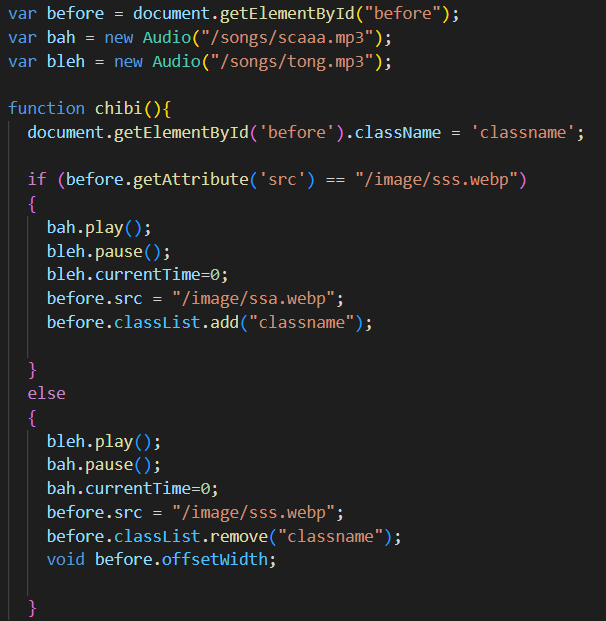 var before = document.getElementById("before");
var bah = new Audio("/songs/scaaa.mp3");
var bleh = new Audio("/songs/tong.mp3");
function chibi(){
document.getElementById('before').className = 'classname';
if (before.getAttribute('src') == "/image/sss.webp")
{
bah.play();
bleh.pause();
bleh.currentTime=0;
before.src = "/image/ssa.webp";
before.classList.add("classname");
}
else
{
bleh.play();
bah.pause();
bah.currentTime=0;
before.src = "/image/sss.webp";
before.classList.remove("classname");
void before.offsetWidth;
}